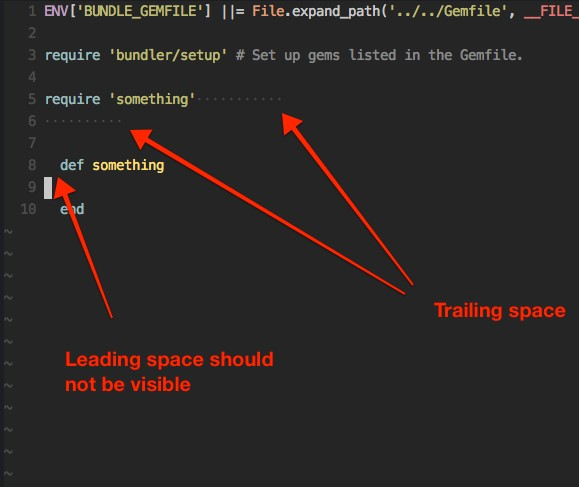 1 ENV['BUNDLE_GEMFILE'] ||= File.expand_path('../../Gemfile', __FILE_
2
3 require 'bundler/setup' # Set up gems listed in the Gemfile.
4
5 require 'something'···········
6 ··········
7
8 def something
9
10 end
~
~
~
~
~
~
~
~
~
~
~
~
Trailing space
Leading space should
not be visible